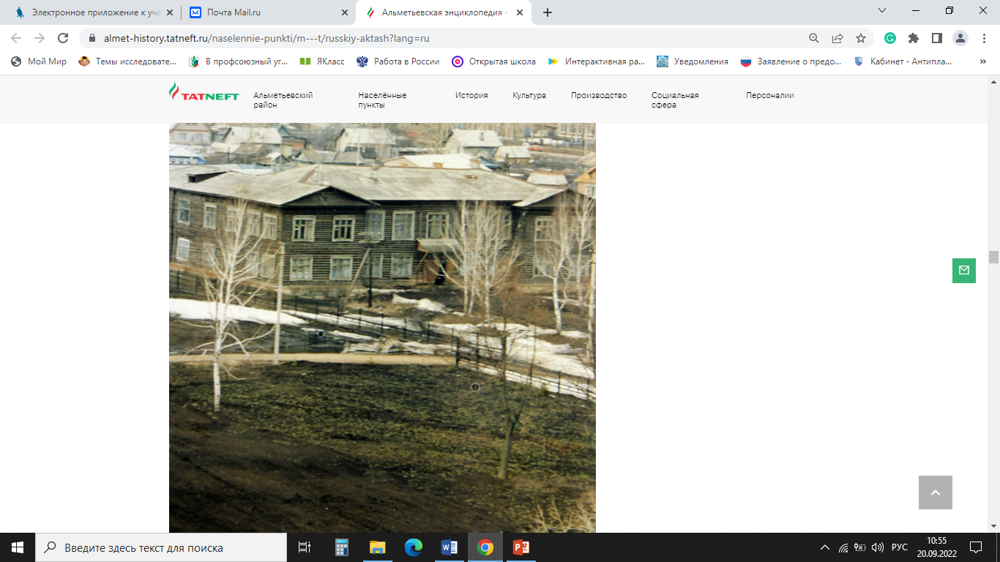 Электронное приложение к уче
Почта Mail.ru
Альметьевская энциклопедия -
almet-history.tatneft.ru/naselennie-punkti/m---t/russkiy-aktash?lang=ru
Мой Мир
Темы исследовате...
В профсоюзный уг...
ЯКласс
Работа в России
Открытая школа
Интерактивная ра...
Уведомления
Заявление о предо...
Кабинет - Антипла...
»
TATNEFT
Альметьевский район
Населённые пункты
История
Культура
Производство
Социальная сфера
Персоналии
Введите здесь текст для поиска
РУС
10:55
20.09.2022